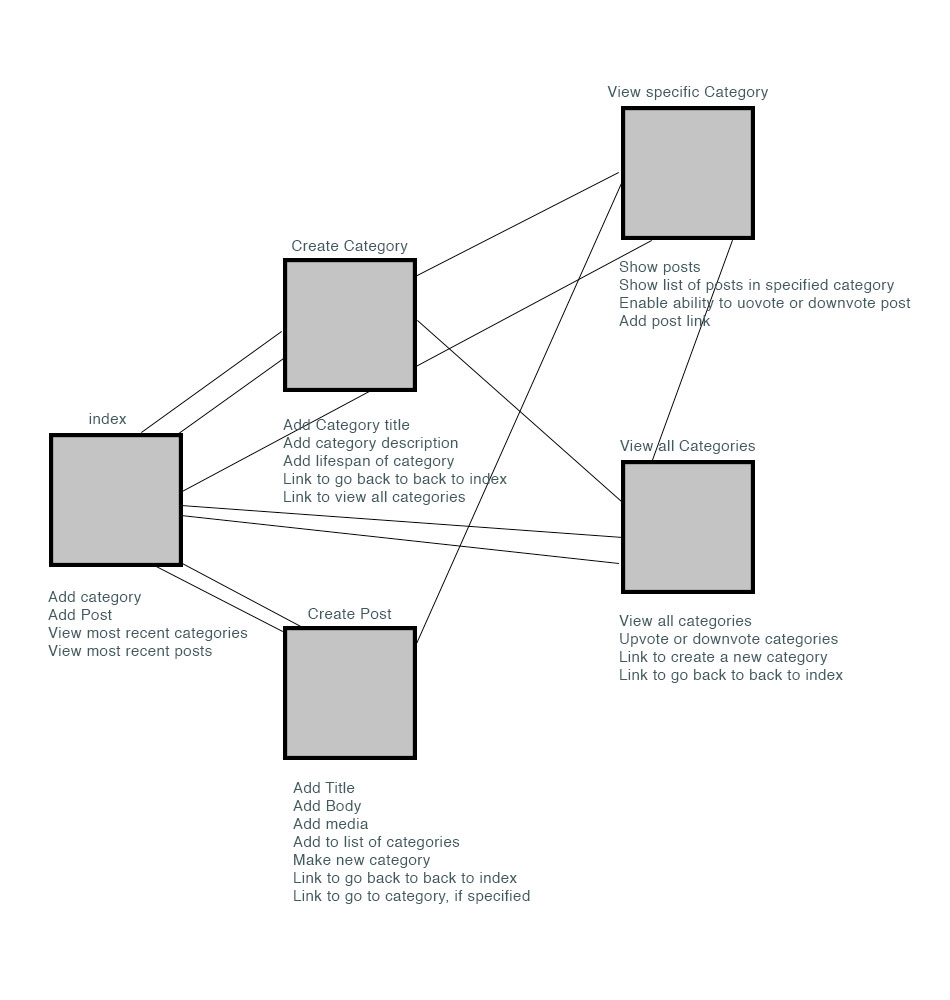 View specific Category
Show posts
Show list of posts in specified category
Enable ability to uovote or downvote post
Add post link
Create Category
Add Category title
Add category description
Add lifespan of category
Link to go back to back to index
Link to view all categories
index
Add category
Add Post
View most recent categories
View most recent posts
View all Categories
View all categories
Upvote or downvote categories
Link to create a new category
Link to go back to back to index
Create Post
Add Title
Add Body
Add media
Add to list of categories
Make new category
Link to go back to back to index
Link to go to category, if specified